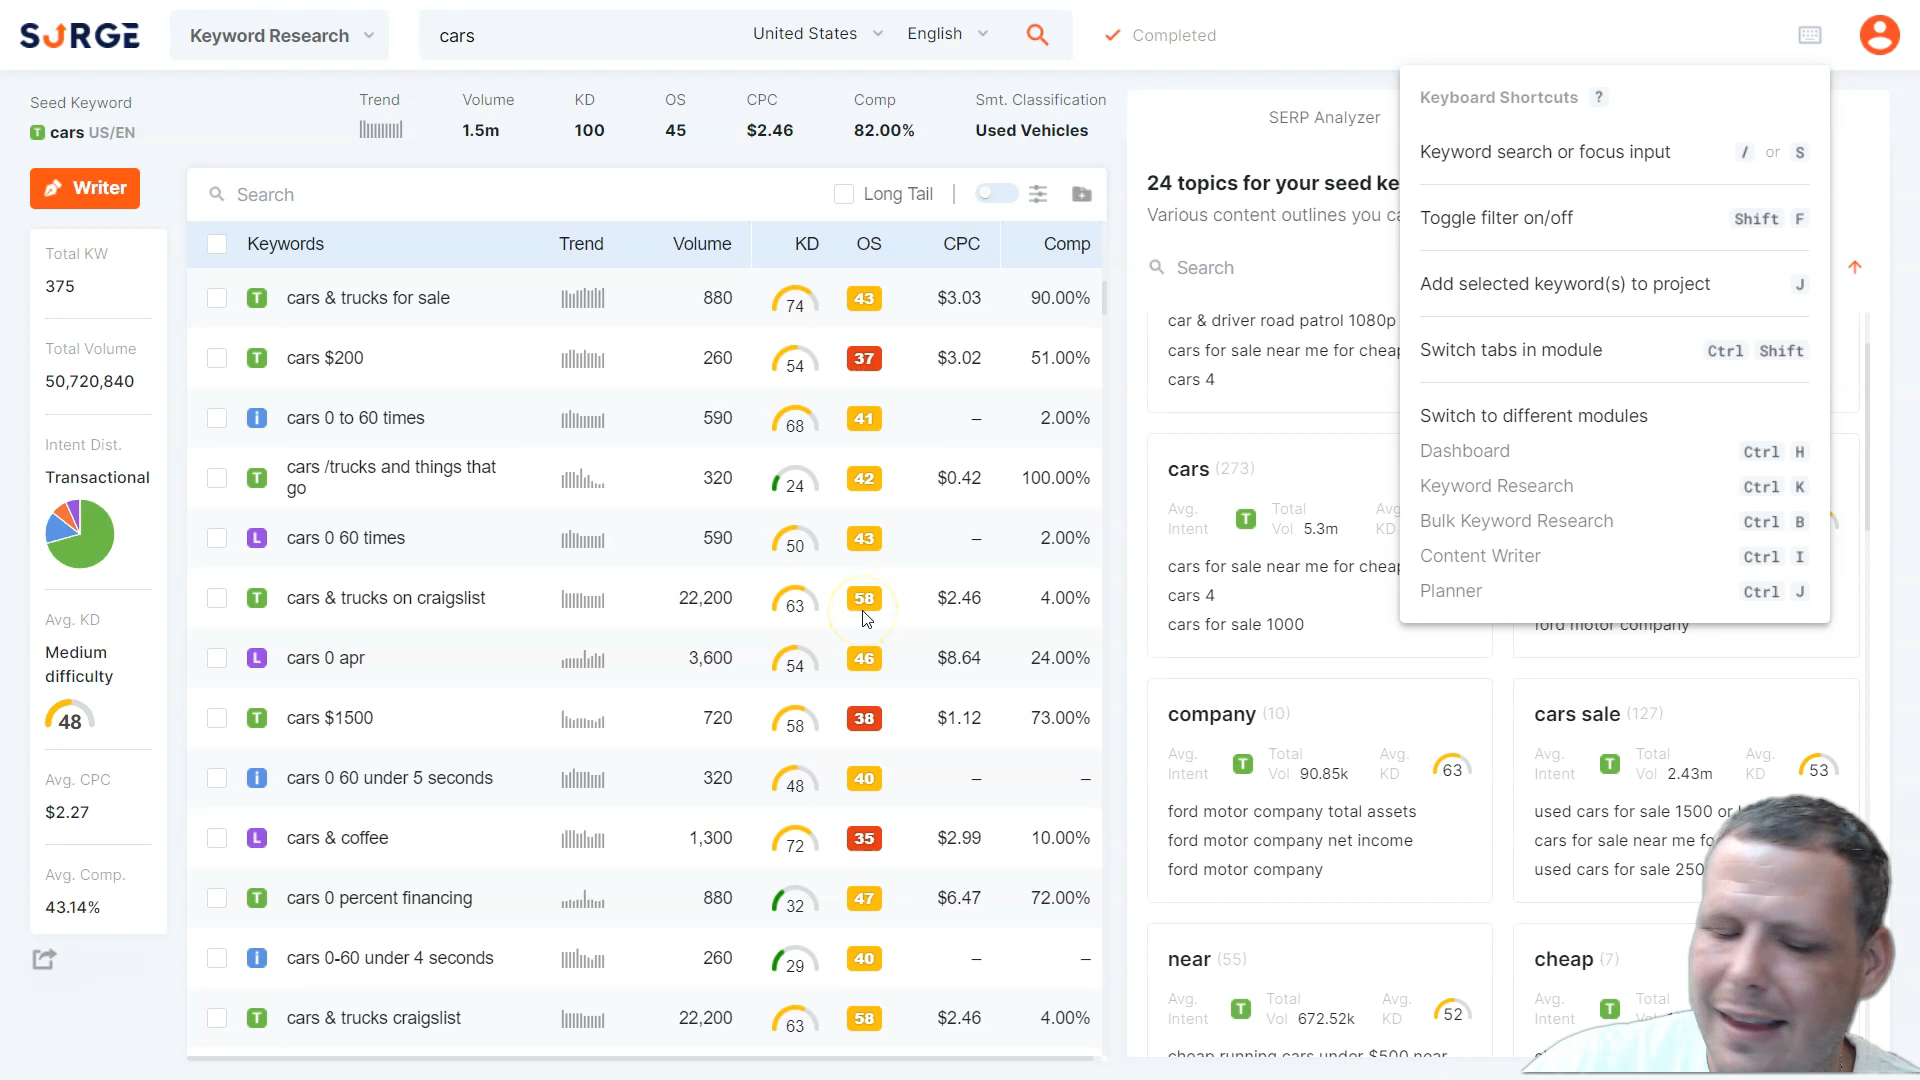 SURGE
Keyword Research
cars
United States
English
Completed
Seed Keyword
T cars US/EN
Trend
Volume
1.5m
KD
100
OS
45
CPC
$2.46
Comp
82.00%
Smt. Classification
Used Vehicles
Writer
Total KW
375
Total Volume
50,720,840
Intent Dist.
Transactional
Avg. KD
Medium
difficulty
48
Avg. CPC
$2.27
Avg. Comp.
43.14%
Search
Long Tail
Keywords Trend Volume KD OS CPC Comp
T cars & trucks for sale 880 74 43 $3.03 90.00%
T cars $200 260 54 37 $3.02 51.00%
i cars 0 to 60 times 590 68 41 – 2.00%
T cars /trucks and things that
go 320 24 42 $0.42 100.00%
L cars 0 60 times 590 50 43 – 2.00%
T cars & trucks on craigslist 22,200 63 58 $2.46 4.00%
L cars 0 apr 3,600 54 46 $8.64 24.00%
T cars $1500 720 58 38 $1.12 73.00%
i cars 0 60 under 5 seconds 320 48 40 – –
L cars & coffee 1,300 72 35 $2.99 10.00%
T cars 0 percent financing 880 32 47 $6.47 72.00%
i cars 0-60 under 4 seconds 260 29 40 – –
T cars & trucks craigslist 22,200 63 58 $2.46 4.00%
SERP Analyzer
24 topics for your seed ke
Various content outlines you ca
Search
car & driver road patrol 1080p
cars for sale near me for cheap
cars 4
cars (273)
Avg.
Intent
T
Total
Vol 5.3m
Avg.
KD
cars for sale near me for cheap
cars 4
cars for sale 1000
ford motor company
company (10)
Avg.
Intent
T
Total
Vol 90.85k
Avg.
KD
63
ford motor company total assets
ford motor company net income
ford motor company
cars sale (127)
Avg.
Intent
T
Total
Vol 2.43m
Avg.
KD
53
used cars for sale 1500 or
cars for sale near me fo
used cars for sale 250
near (55)
Avg.
Intent
T
Total
Vol 672.52k
Avg.
KD
52
cheap running cars under $500 near
cheap (7)
Avg.
Intent
T
Total
Vol
Keyboard Shortcuts ?
Keyword search or focus input / or S
Toggle filter on/off Shift F
Add selected keyword(s) to project J
Switch tabs in module Ctrl Shift
Switch to different modules
Dashboard Ctrl H
Keyword Research Ctrl K
Bulk Keyword Research Ctrl B
Content Writer Ctrl I
Planner Ctrl J